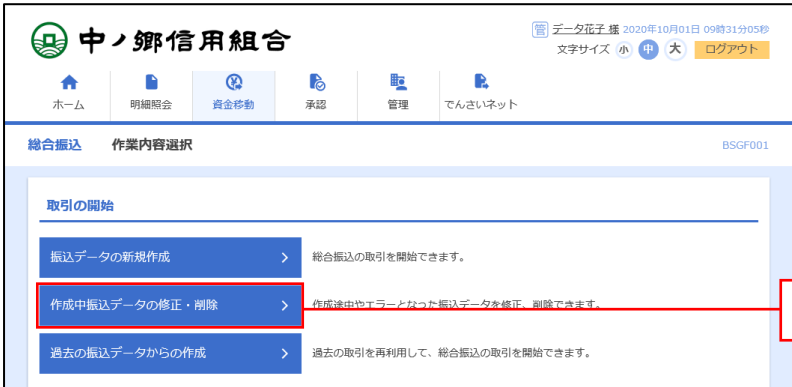 中ノ郷信用組合
管 データ花子 様 2020年10月01日 09時31分05秒
文字サイズ 小 中 大 ログアウト
ホーム 明細照会 資金移動 承認 管理 でんさいネット
総合振込 作業内容選択 BSGF001
取引の開始
振込データの新規作成 総合振込の取引を開始できます。
作成中振込データの修正・削除 作成途中やエラーとなった振込データを修正、削除できます。
過去の振込データからの作成 過去の取引を再利用して、総合振込の取引を開始できます。